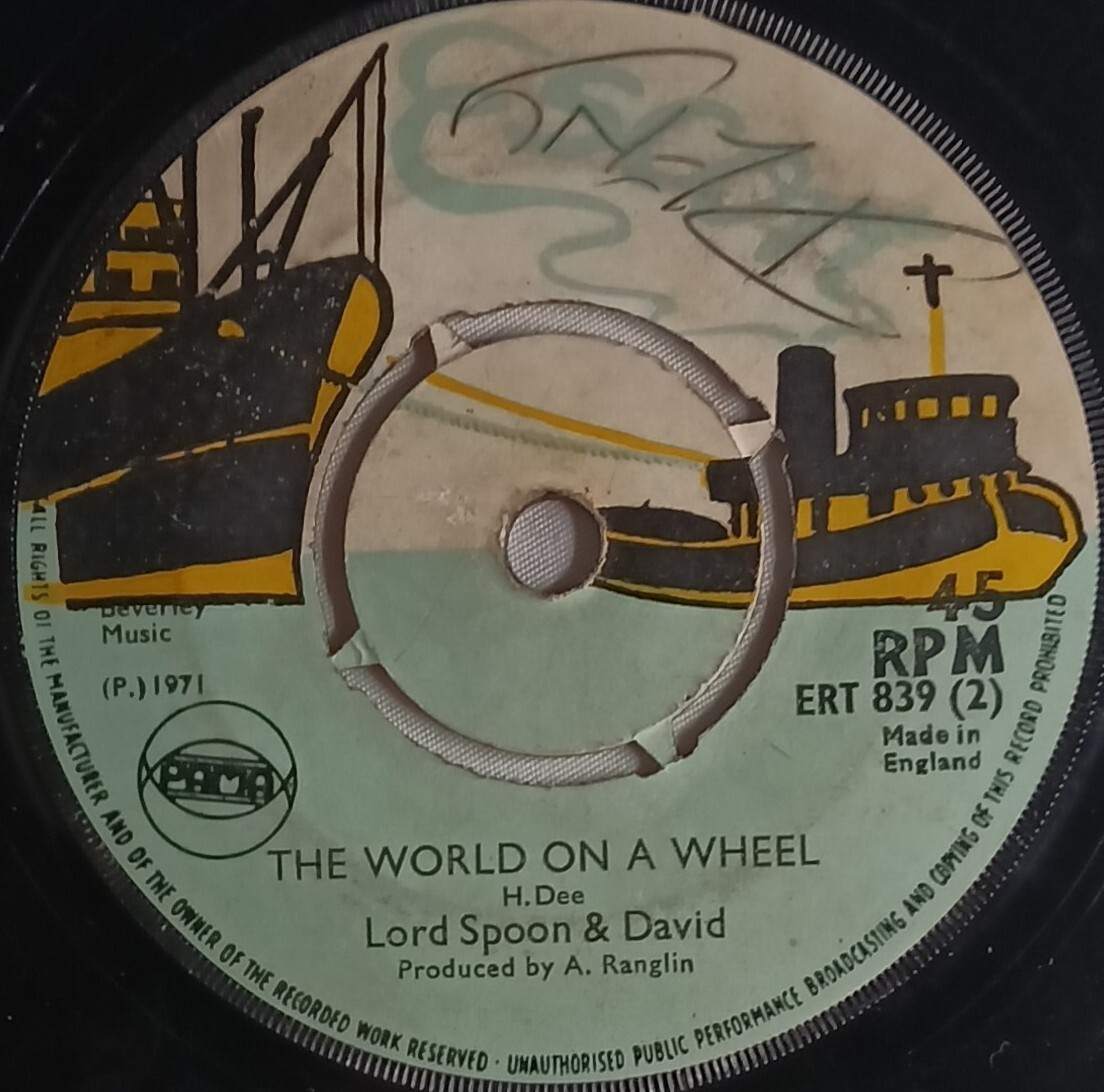 ESCORT
Beverley
Music
(P.) 1971
PAMA
45
RPM
ERT 839 (2)
Made in
England
THE WORLD ON A WHEEL
H. Dee
Lord Spoon & David
Produced by A. Ranglin
ALL RIGHTS OF THE MANUFACTURER AND OF THE OWNER OF THE RECORDED WORK RESERVED · UNAUTHORISED PUBLIC PERFORMANCE BROADCASTING AND COPYING OF THIS RECORD PROHIBITED